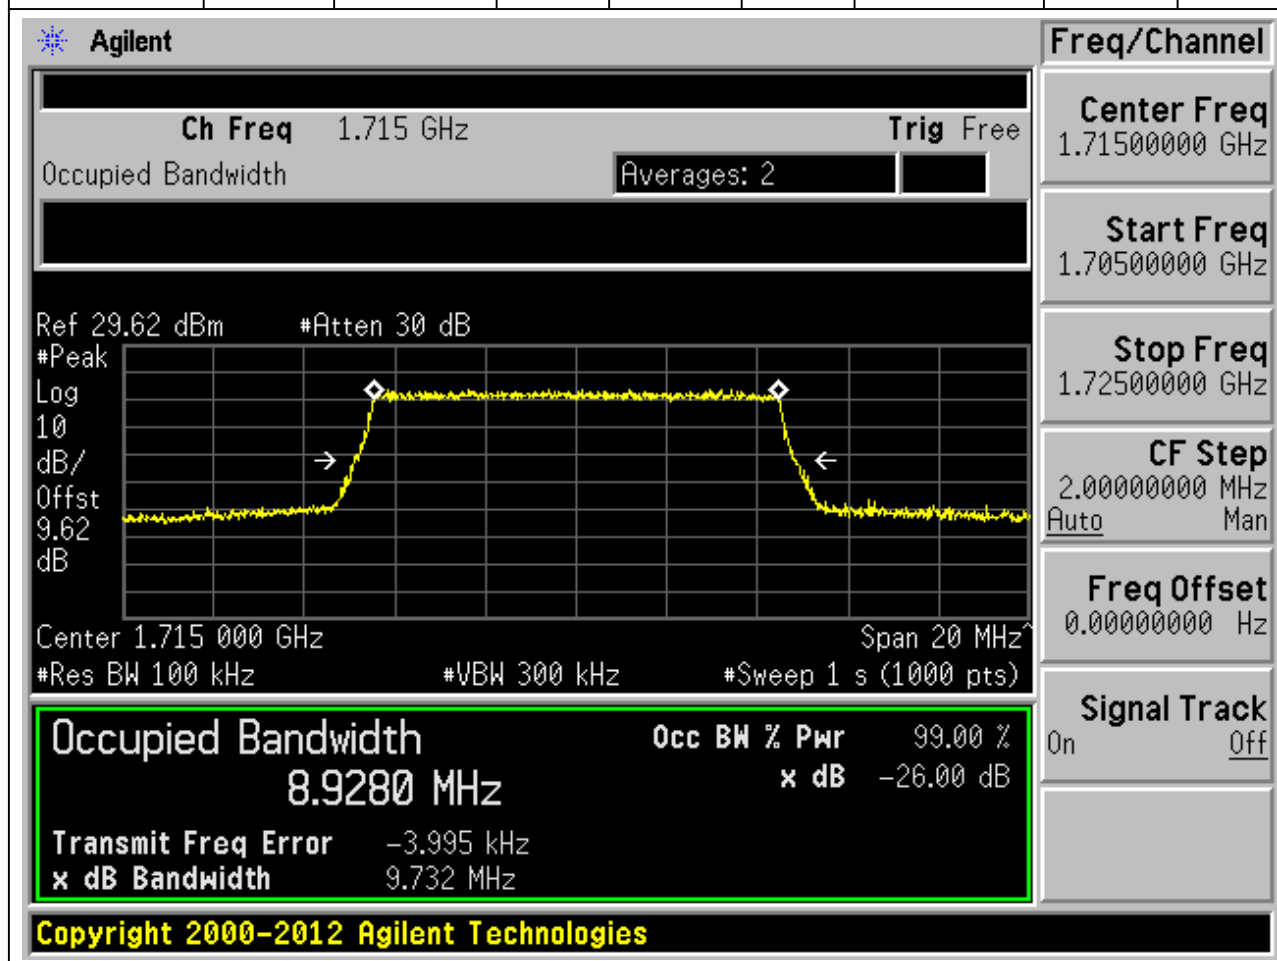 Agilent
Freq/Channel
Ch Freq 1.715 GHz Trig Free
Occupied Bandwidth Averages: 2
Center Freq
1.71500000 GHz
Start Freq
1.70500000 GHz
Stop Freq
1.72500000 GHz
CF Step
2.00000000 MHz
Auto Man
Freq Offset
0.00000000 Hz
Signal Track
On Off
Ref 29.62 dBm #Atten 30 dB
#Peak
Log
10
dB/
Offst
9.62
dB
Center 1.715 000 GHz Span 20 MHz^
#Res BW 100 kHz #VBW 300 kHz #Sweep 1 s (1000 pts)
Occupied Bandwidth Occ BW % Pwr 99.00 %
8.9280 MHz x dB -26.00 dB
Transmit Freq Error -3.995 kHz
x dB Bandwidth 9.732 MHz
Copyright 2000-2012 Agilent Technologies